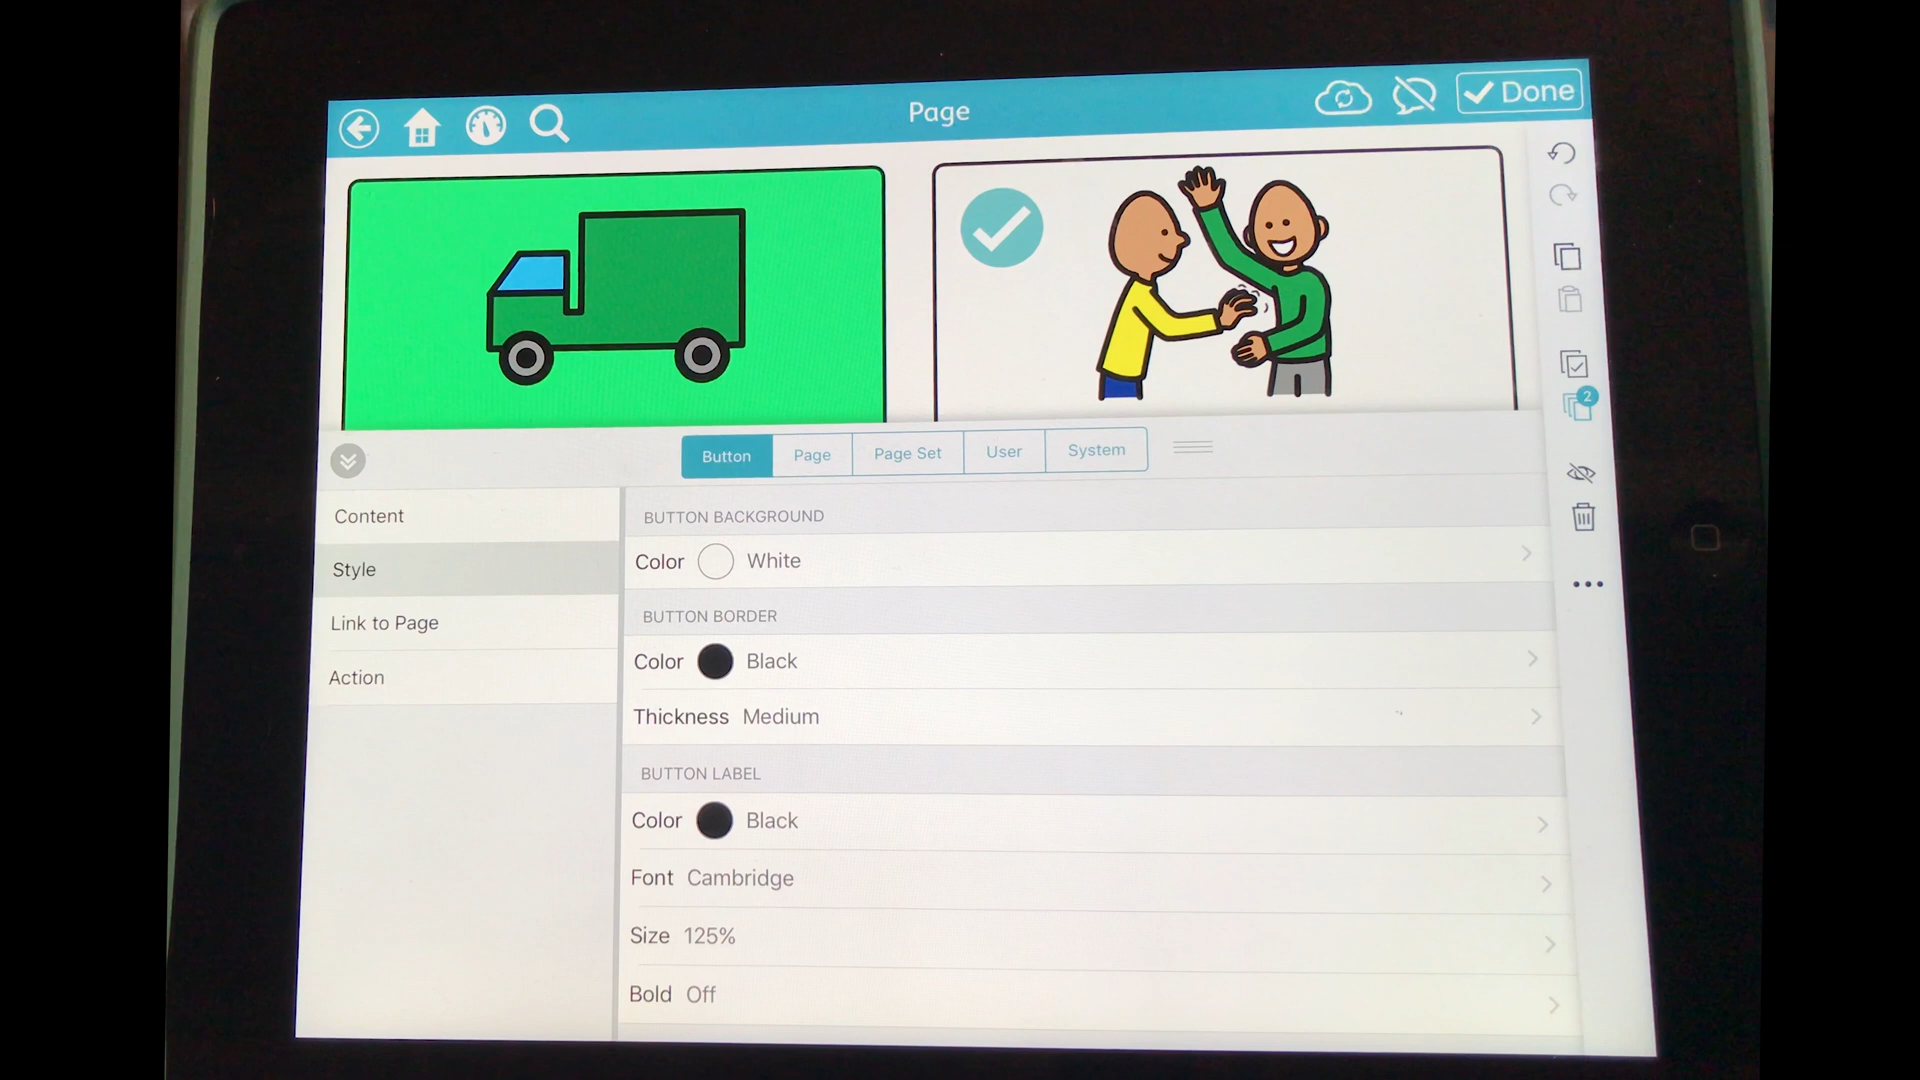 Page
Done
2
Button Page Page Set User System
Content
Style
Link to Page
Action
BUTTON BACKGROUND
Color White
BUTTON BORDER
Color Black
Thickness Medium
BUTTON LABEL
Color Black
Font Cambridge
Size 125%
Bold Off